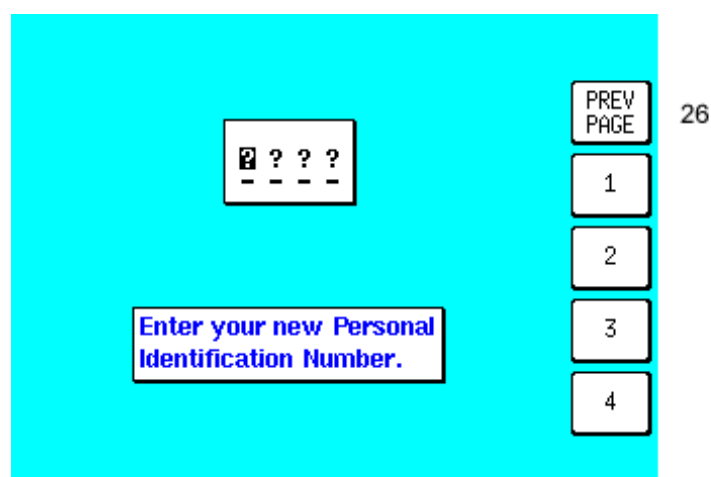 PREV
PAGE
26
? ? ? ?
1
2
Enter your new Personal
Identification Number.
3
4